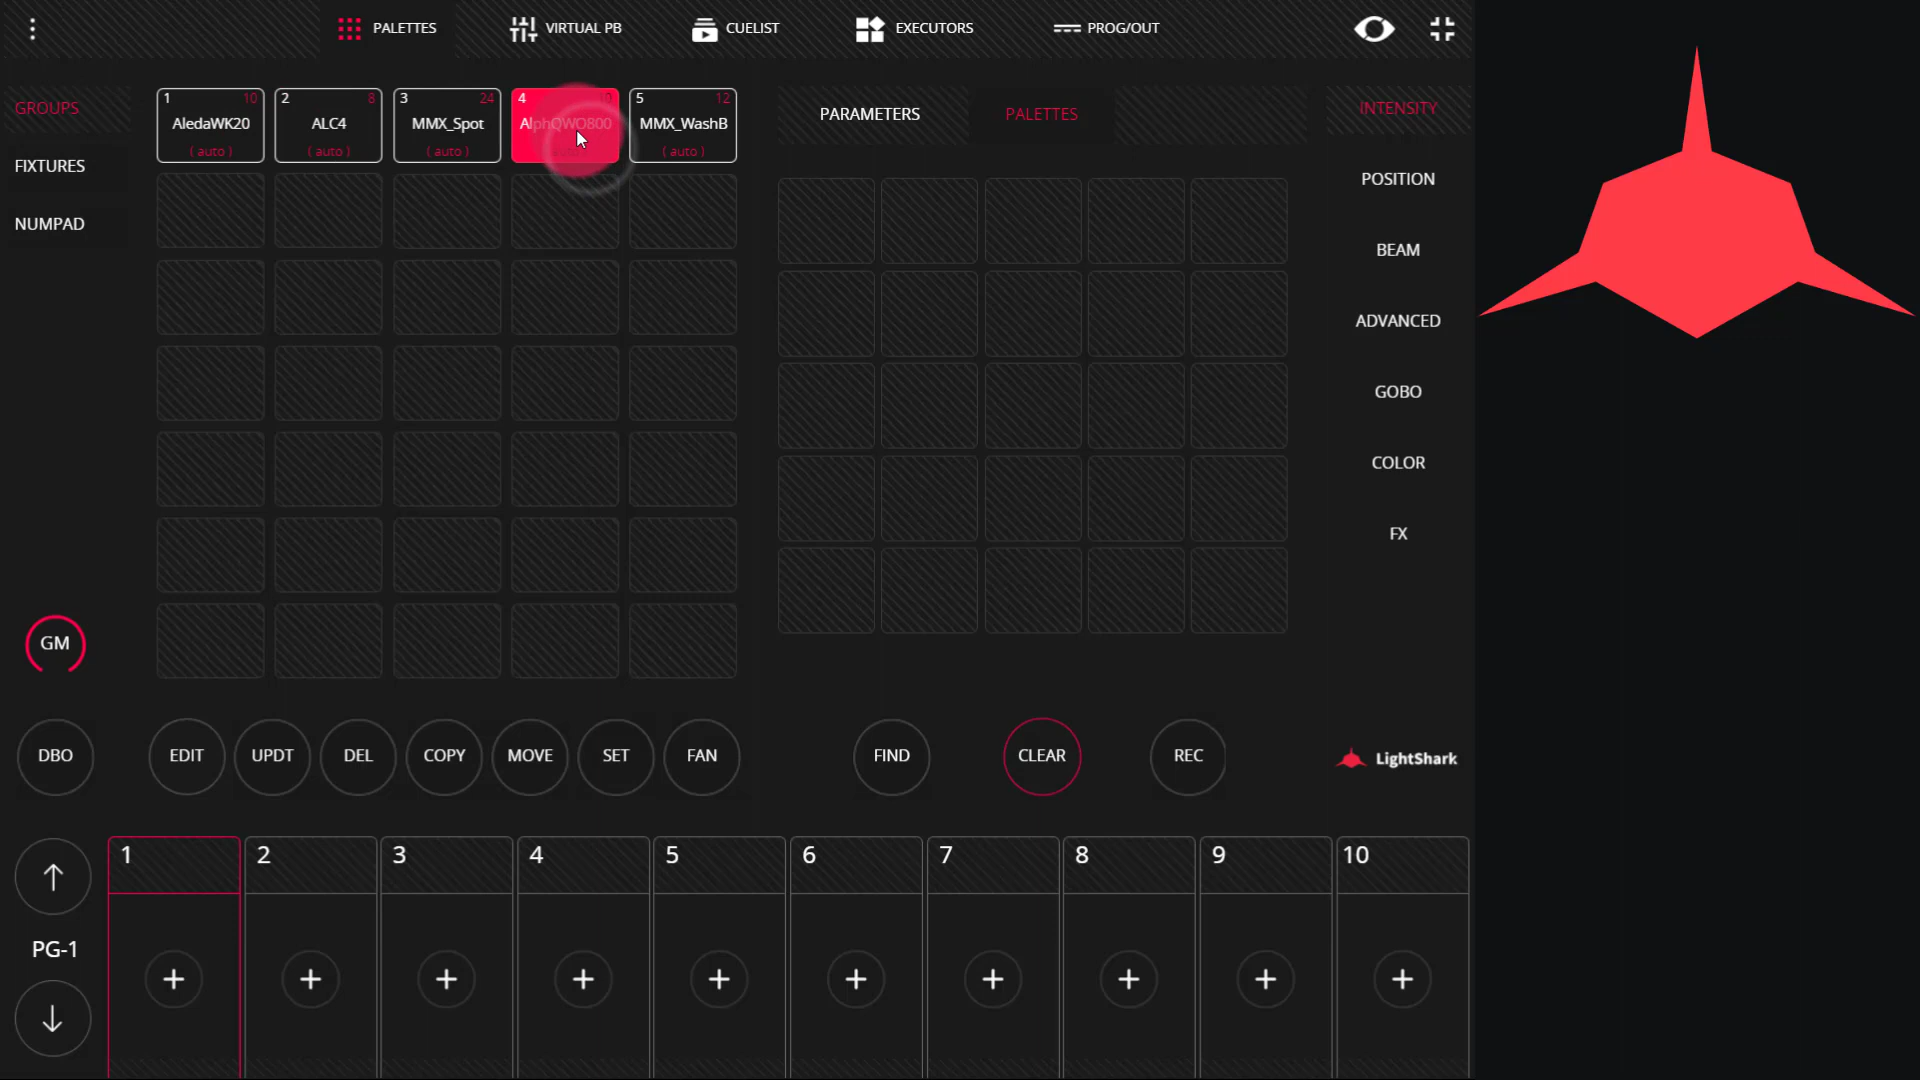 PALETTES
VIRTUAL PB
CUELIST
EXECUTORS
PROG/OUT
GROUPS
FIXTURES
NUMPAD
1 10
AledaWK20
( auto )
2 8
ALC4
( auto )
3 24
MMX_Spot
( auto )
4 10
AlphQWO800
5 12
MMX_WashB
( auto )
PARAMETERS
PALETTES
INTENSITY
POSITION
BEAM
ADVANCED
GOBO
COLOR
FX
GM
DBO
EDIT
UPDT
DEL
COPY
MOVE
SET
FAN
FIND
CLEAR
REC
LightShark
PG-1
1
2
3
4
5
6
7
8
9
10